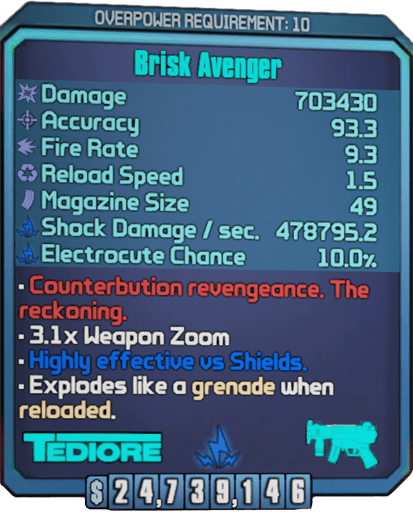 OVERPOWER REQUIREMENT: 10
Brisk Avenger
Damage 703430
Accuracy 93.3
Fire Rate 9.3
Reload Speed 1.5
Magazine Size 49
Shock Damage / sec. 478795.2
Electrocute Chance 10.0%
• Counterbution revengeance. The
reckoning.
• 3.1x Weapon Zoom
• Highly effective vs Shields.
• Explodes like a grenade when
reloaded.
TEDIORE
$24,739,146